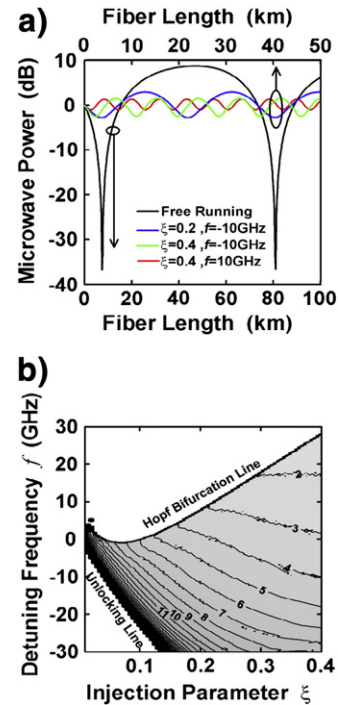 a)
Fiber Length (km)
0 10 20 30 40 50
Microwave Power (dB)
10
0
-10
-20
-30
-40
Free Running
ξ=0.2 ,f=-10GHz
ξ=0.4 ,f=-10GHz
ξ=0.4 ,f=10GHz
0 20 40 60 80 100
Fiber Length (km)
b)
Detuning Frequency f (GHz)
30
20
10
0
-10
-20
-30
Hopf Bifurcation Line
Unlocking Line
2
3
4
5
6
7
8
9
10
11
0.1 0.2 0.3 0.4
Injection Parameter ξ